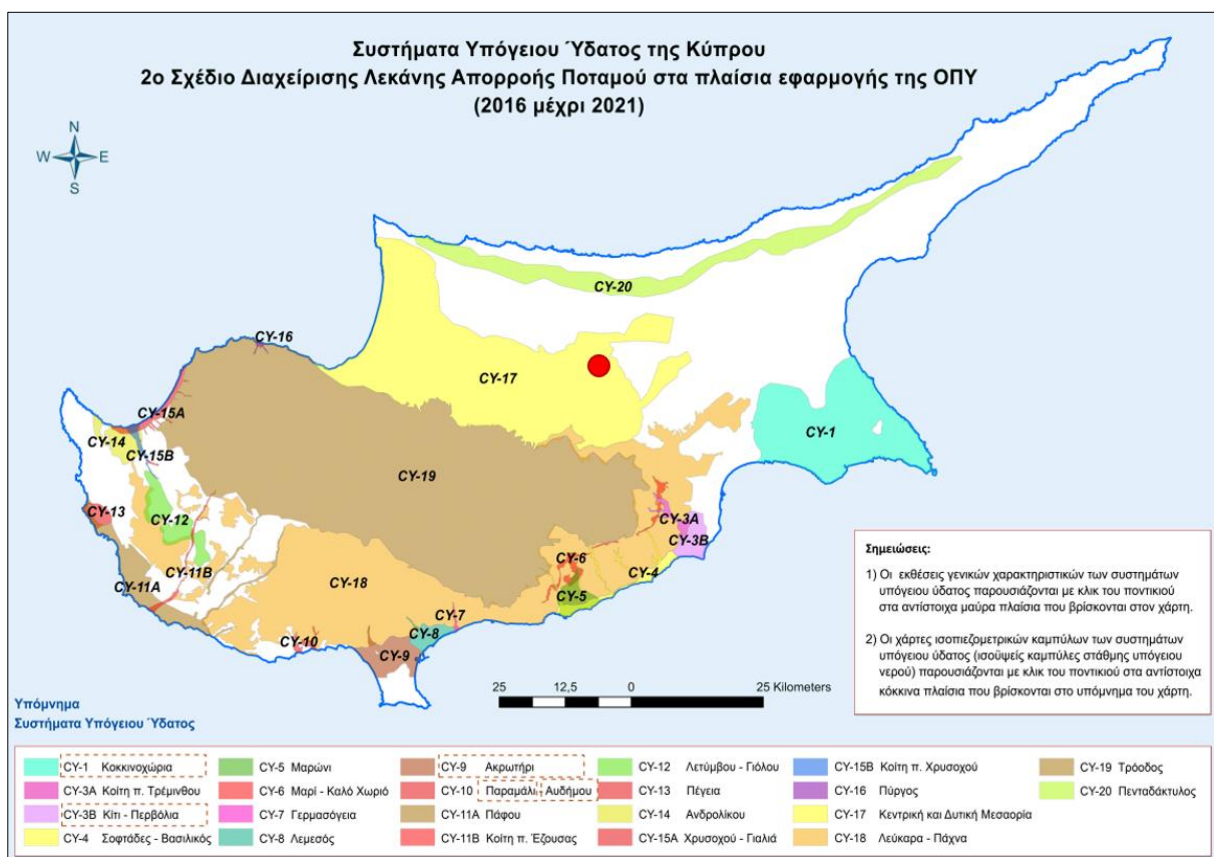 Συστήματα Υπόγειου Ύδατος της Κύπρου
2ο Σχέδιο Διαχείρισης Λεκάνης Απορροής Ποταμού στα πλαίσια εφαρμογής της ΟΠΥ
(2016 μέχρι 2021)
N
W E
S
CY-20
CY-16
CY-17
CY-15A
CY-14
CY-15B
CY-1
CY-19
CY-13
CY-12
CY-3A
CY-3B
CY-11B
CY-6
CY-4
CY-11A
CY-18
CY-5
CY-7
CY-8
CY-10
CY-9
Σημειώσεις:
1) Οι εκθέσεις γενικών χαρακτηριστικών των συστημάτων
υπόγειου ύδατος παρουσιάζονται με κλικ του ποντικιού
στα αντίστοιχα μαύρα πλαίσια που βρίσκονται στον χάρτη.
2) Οι χάρτες ισοπιεζομετρικών καμπύλων των συστημάτων
υπόγειου ύδατος (ισοϋψείς καμπύλες στάθμης υπόγειου
νερού) παρουσιάζονται με κλικ του ποντικιού στα αντίστοιχα
κόκκινα πλαίσια που βρίσκονται στο υπόμνημα του χάρτη.
25 12,5 0 25 Kilometers
Υπόμνημα
Συστήματα Υπόγειου Ύδατος
CY-1 Κοκκινοχώρια
CY-3A Κοίτη π. Τρέμινθου
CY-3B Κίτι - Περβόλια
CY-4 Σοφτάδες - Βασιλικός
CY-5 Μαρώνι
CY-6 Μαρί - Καλό Χωριό
CY-7 Γερμασόγεια
CY-8 Λεμεσός
CY-9 Ακρωτήρι
CY-10 Παραμάλι - Αυδήμου
CY-11A Πάφου
CY-11B Κοίτη π. Έζουσας
CY-12 Λετύμβου - Γιόλου
CY-13 Πέγεια
CY-14 Ανδρολίκου
CY-15A Χρυσοχού - Γιαλιά
CY-15B Κοίτη π. Χρυσοχού
CY-16 Πύργος
CY-17 Κεντρική και Δυτική Μεσαορία
CY-18 Λεύκαρα - Πάχνα
CY-19 Τρόοδος
CY-20 Πενταδάκτυλος